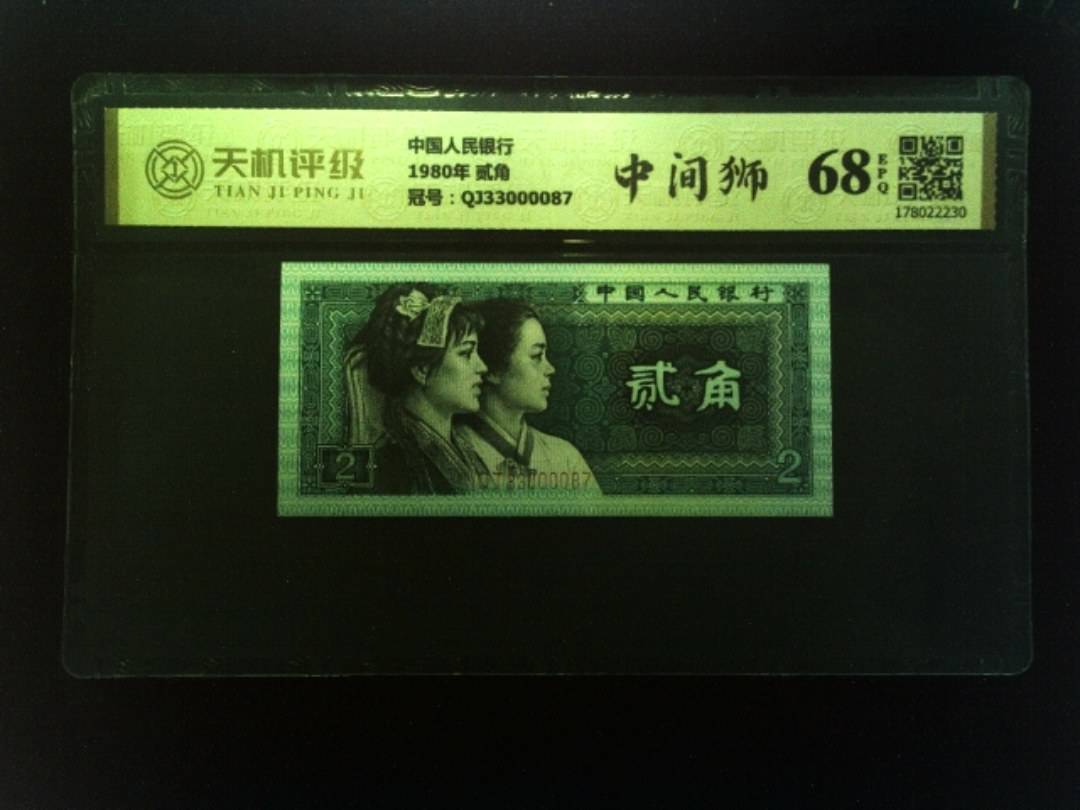 天机评级
TIAN JI PING JI
中国人民银行
1980年 贰角
冠号：QJ33000087
中间狮
68
EPQ
178022230
中国人民银行
贰角
2
2
QJ33000087